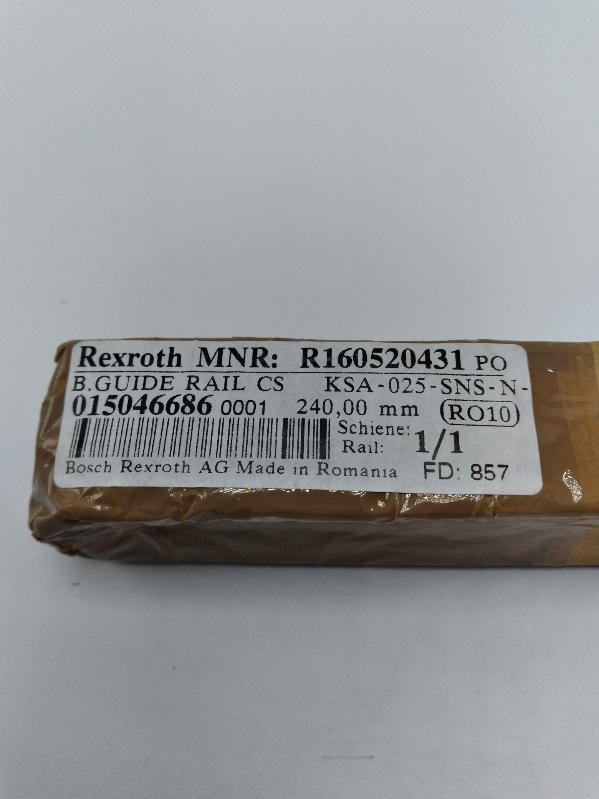 Rexroth MNR: R160520431 PO
B.GUIDE RAIL CS KSA-025-SNS-N-
015046686 0001 240,00 mm RO10
Schiene:
Rail: 1/1
Bosch Rexroth AG Made in Romania FD: 857